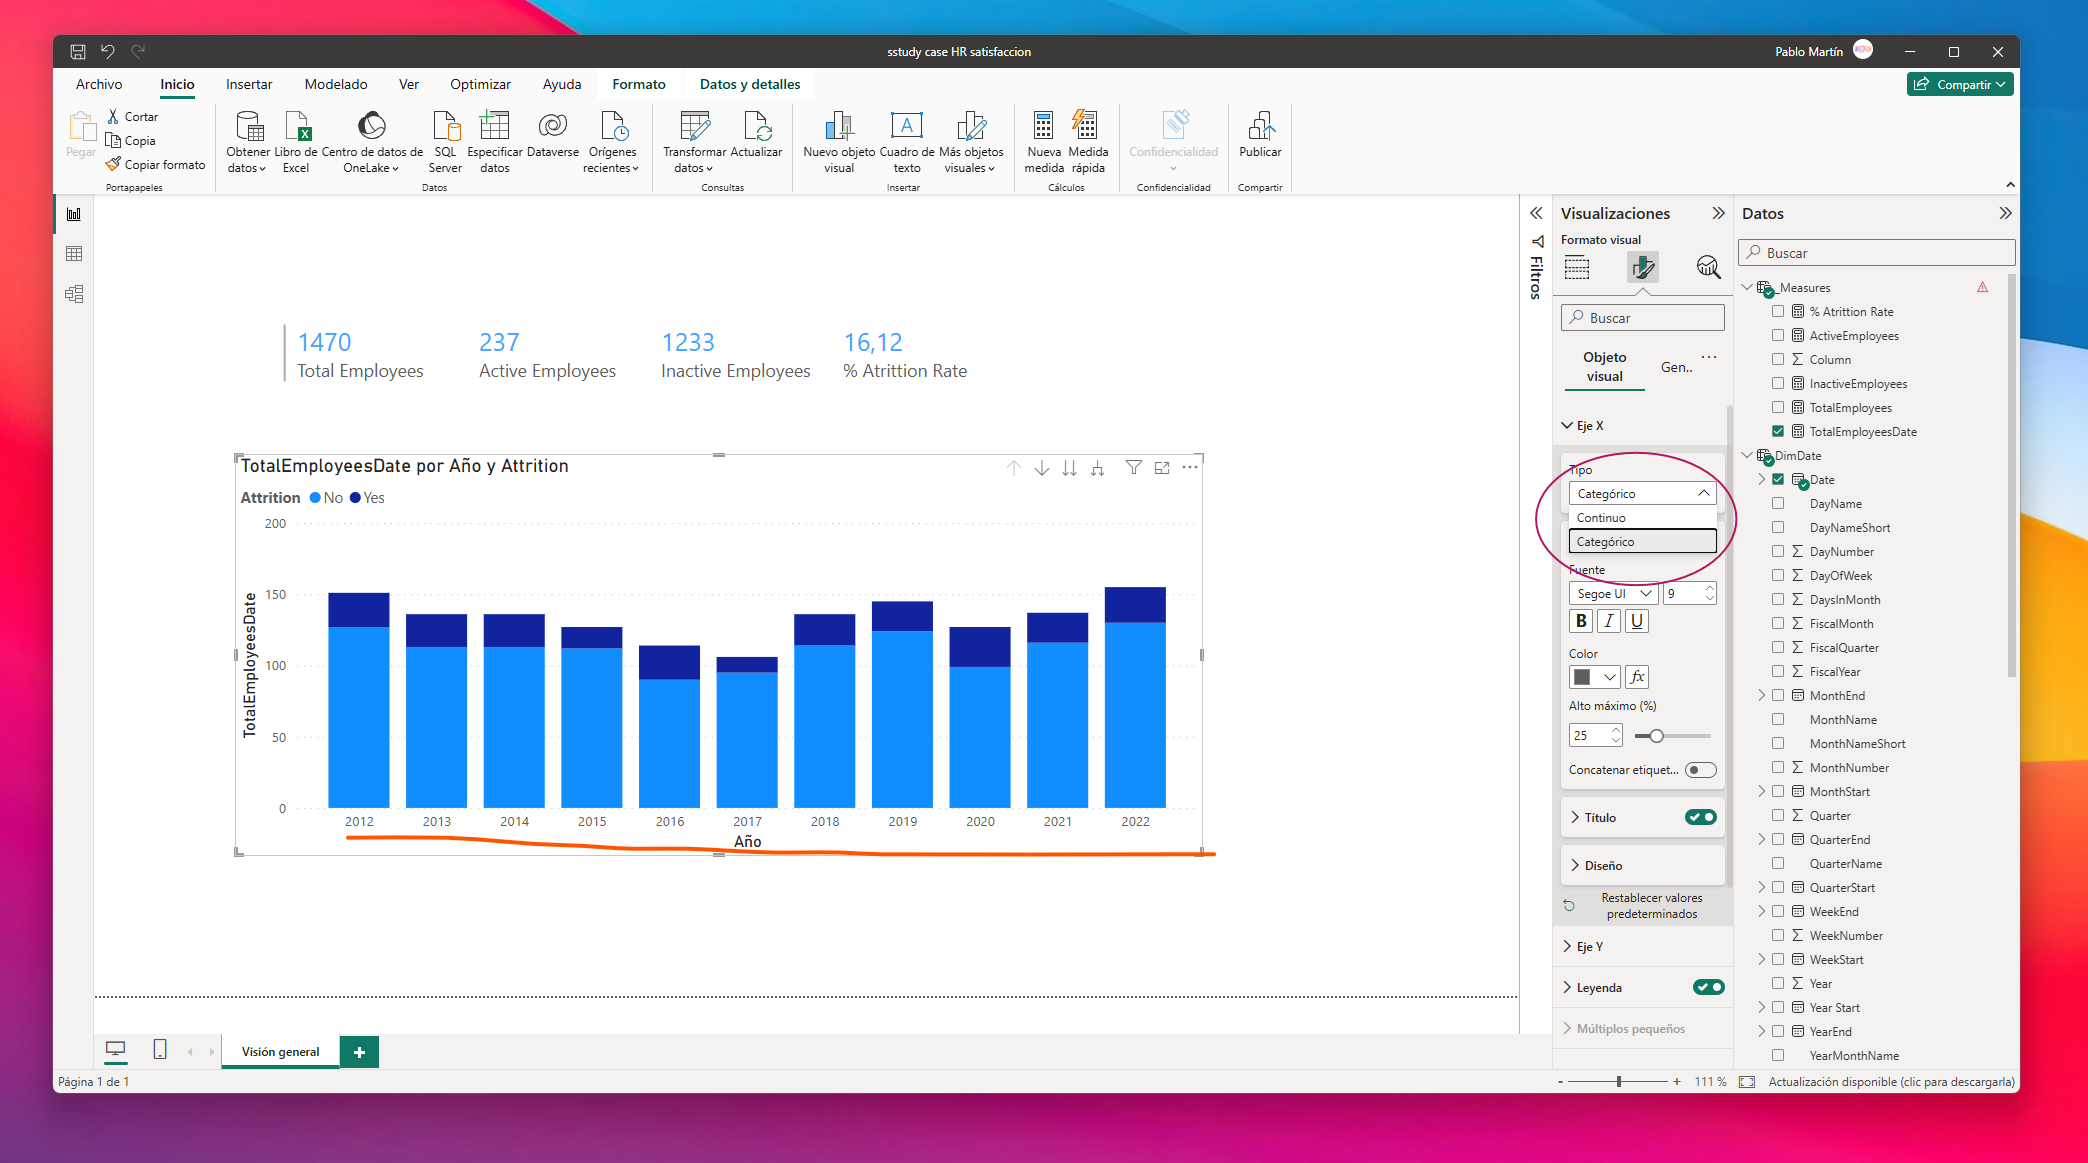 sstudy case HR satisfaccion
Pablo Martín
Archivo
Inicio
Insertar
Modelado
Ver
Optimizar
Ayuda
Formato
Datos y detalles
Compartir
Pegar
Cortar
Copia
Copiar formato
Portapapeles
Obtener datos
Libro de Excel
Centro de datos de OneLake
SQL Server
Especificar datos
Dataverse
Orígenes recientes
Datos
Transformar datos
Actualizar
Consultas
Nuevo objeto visual
Cuadro de texto
Más objetos visuales
Insertar
Nueva medida
Medida rápida
Cálculos
Confidencialidad
Confidencialidad
Publicar
Compartir
1470
Total Employees
237
Active Employees
1233
Inactive Employees
16,12
% Atrittion Rate
TotalEmployeesDate por Año y Attrition
Attrition No Yes
TotalEmployeesDate
200
150
100
50
0
2012 2013 2014 2015 2016 2017 2018 2019 2020 2021 2022
Año
Filtros
Visualizaciones
Formato visual
Buscar
Objeto visual
Gen..
Eje X
Tipo
Categórico
Continuo
Categórico
Fuente
Segoe UI
9
B I U
Color
fx
Alto máximo (%)
25
Concatenar etiquet...
Título
Diseño
Restablecer valores predeterminados
Eje Y
Leyenda
Múltiplos pequeños
Datos
Buscar
_Measures
% Atrittion Rate
ActiveEmployees
Column
InactiveEmployees
TotalEmployees
TotalEmployeesDate
DimDate
Date
DayName
DayNameShort
DayNumber
DayOfWeek
DaysInMonth
FiscalMonth
FiscalQuarter
FiscalYear
MonthEnd
MonthName
MonthNameShort
MonthNumber
MonthStart
Quarter
QuarterEnd
QuarterName
QuarterStart
WeekEnd
WeekNumber
WeekStart
Year
Year Start
YearEnd
YearMonthName
Visión general
+
Página 1 de 1
- + 111 %
Actualización disponible (clic para descargarla)